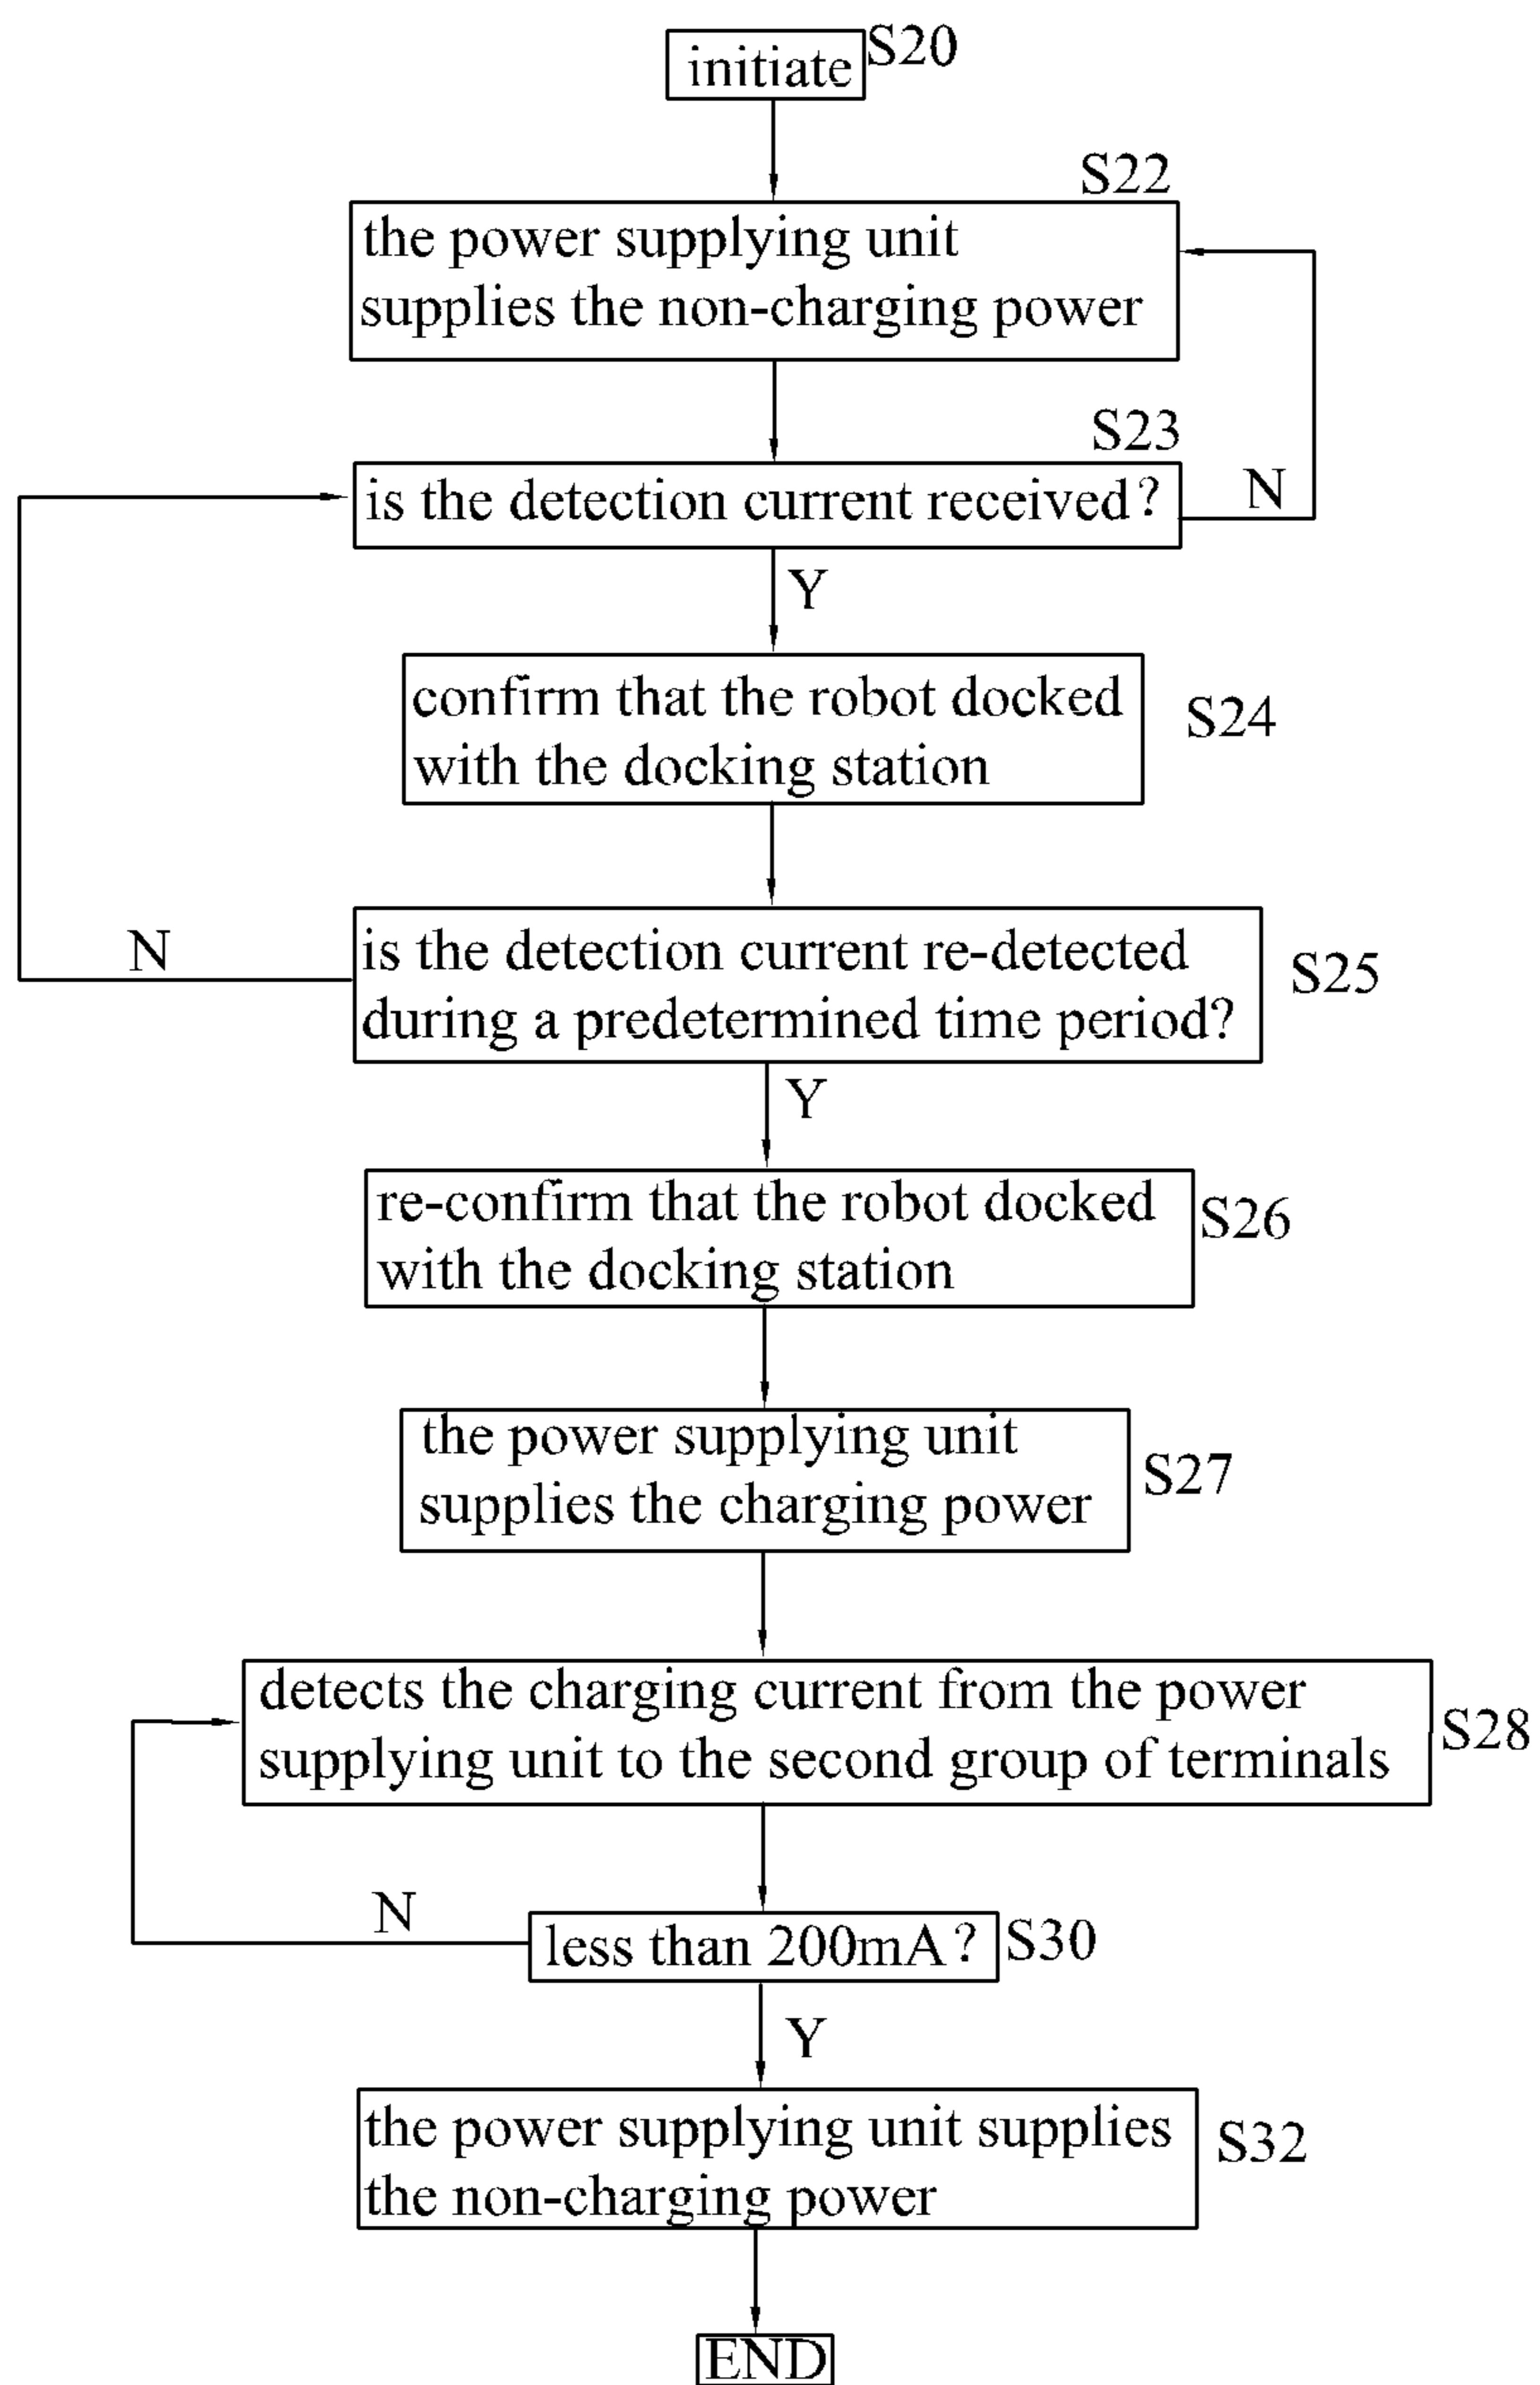 initiate S20
S22
the power supplying unit
supplies the non-charging power
S23
is the detection current received?
N
Y
confirm that the robot docked
with the docking station
S24
N
is the detection current re-detected
during a predetermined time period?
S25
Y
re-confirm that the robot docked
with the docking station
S26
the power supplying unit
supplies the charging power
S27
detects the charging current from the power
supplying unit to the second group of terminals
S28
N
less than 200mA?
S30
Y
the power supplying unit supplies
the non-charging power
S32
END